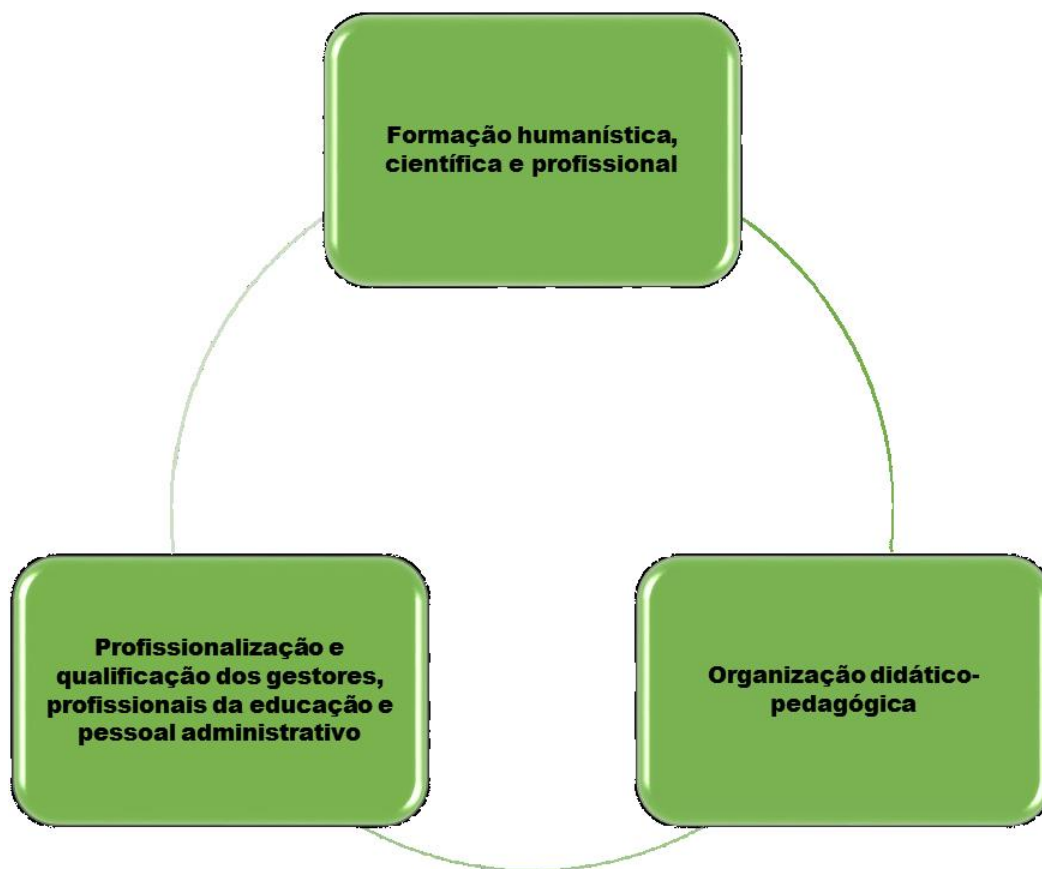 Formação humanística,
científica e profissional
Profissionalização e
qualificação dos gestores,
profissionais da educação e
pessoal administrativo
Organização didático-
pedagógica